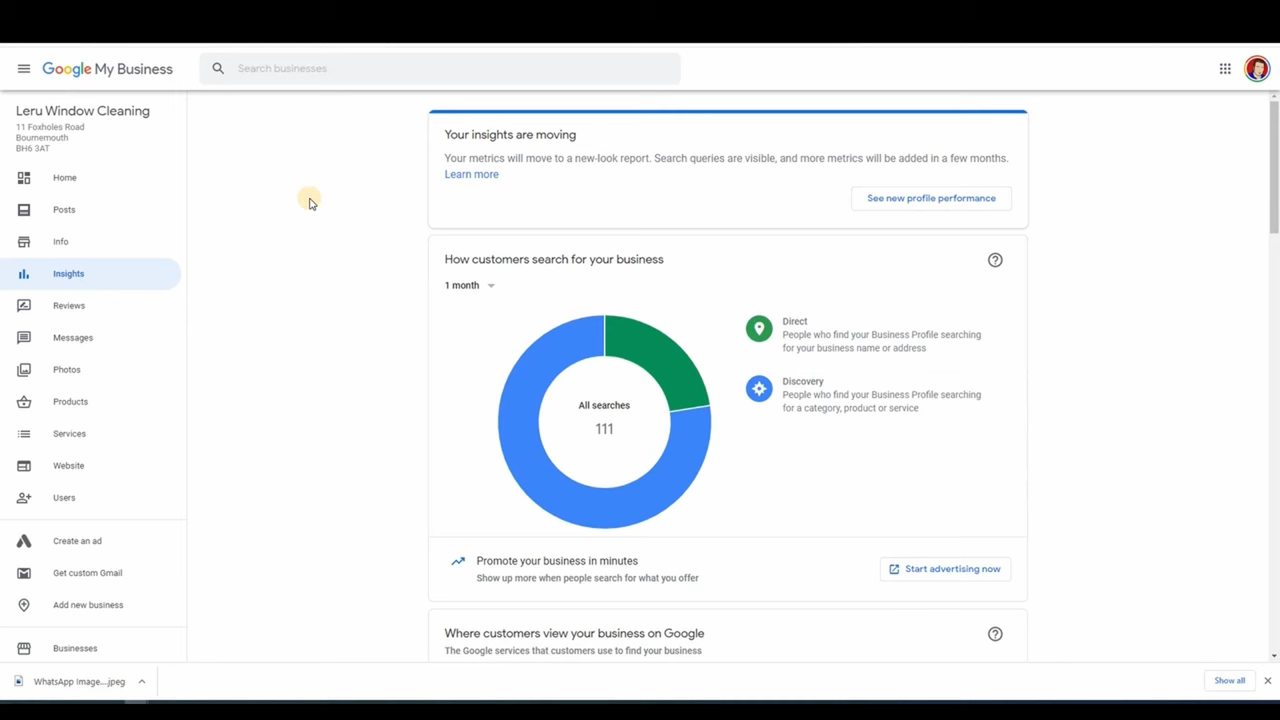 Google My Business
Search businesses
Leru Window Cleaning
11 Foxholes Road
Bournemouth
BH6 3AT
Home
Posts
Info
Insights
Reviews
Messages
Photos
Products
Services
Website
Users
Create an ad
Get custom Gmail
Add new business
Businesses
Your insights are moving
Your metrics will move to a new-look report. Search queries are visible, and more metrics will be added in a few months.
Learn more
See new profile performance
How customers search for your business
1 month
All searches
111
Direct
People who find your Business Profile searching
for your business name or address
Discovery
People who find your Business Profile searching
for a category, product or service
Promote your business in minutes
Show up more when people search for what you offer
Start advertising now
Where customers view your business on Google
The Google services that customers use to find your business
WhatsApp Image....jpeg
Show all